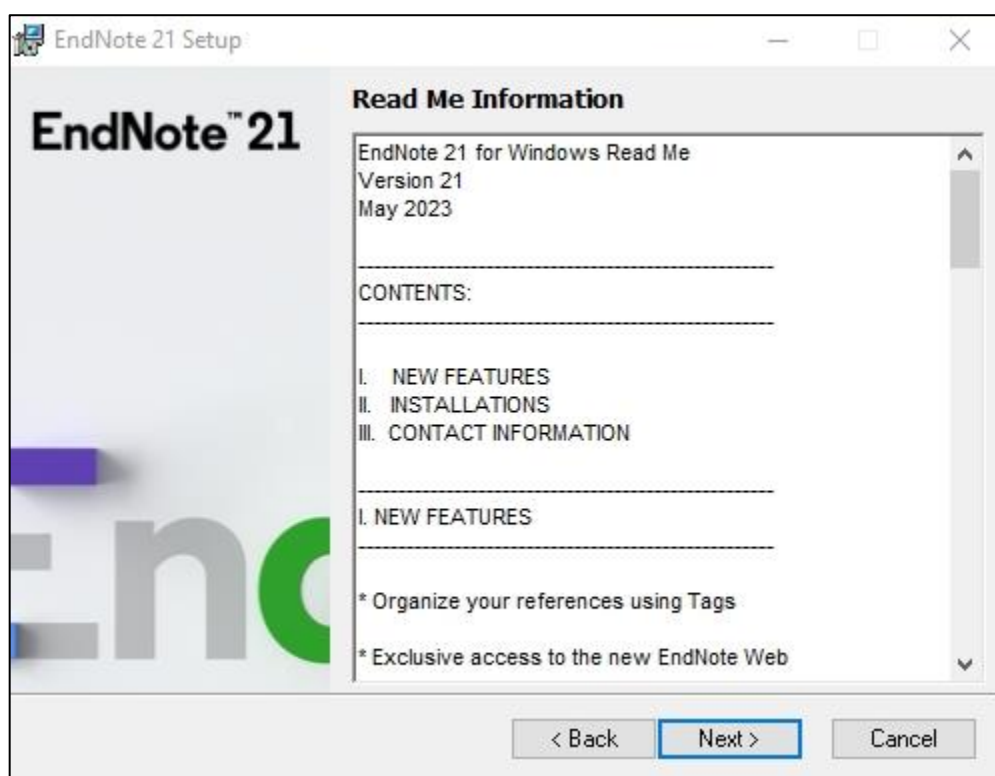 EndNote 21 Setup
EndNote™21
Read Me Information
EndNote 21 for Windows Read Me
Version 21
May 2023
------------------------------------------------------------
CONTENTS:
------------------------------------------------------------
I. NEW FEATURES
II. INSTALLATIONS
III. CONTACT INFORMATION
------------------------------------------------------------
I. NEW FEATURES
------------------------------------------------------------
* Organize your references using Tags
* Exclusive access to the new EndNote Web
En
< Back Next > Cancel